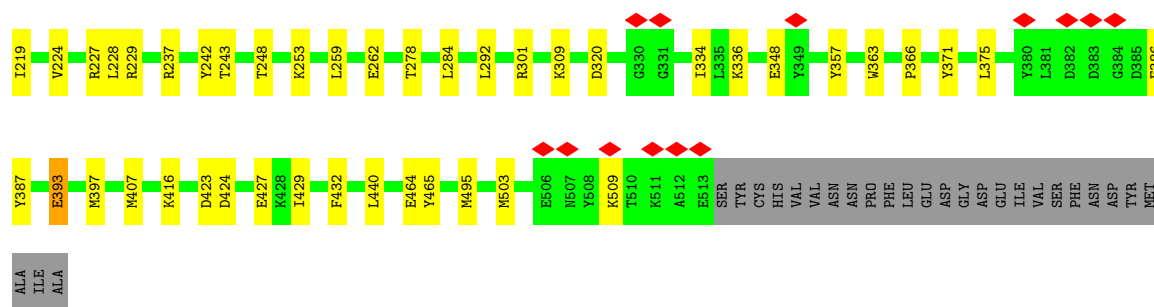 I219 V224 R227 L228 R229 R237 Y242 T243 T248 K253 L259 E262 T278 L284 L292 R301 K309 D320 G330 G331 I334 L335 K336 E348 Y349 Y357 W363 P366 Y371 L375 Y380 L381 D382 D383 G384 D385
Y387 E393 M397 M407 K416 D423 D424 E427 K428 I429 F432 L440 E464 Y465 M495 M503 E506 N507 Y508 K509 T510 K511 A512 E513 SER TYR CYS HIS VAL VAL ASN ASN PRO PHE LEU GLU ASP GLY ASP GLU ILE VAL SER PHE ASN ASP TYR MET
ALA ILE ALA